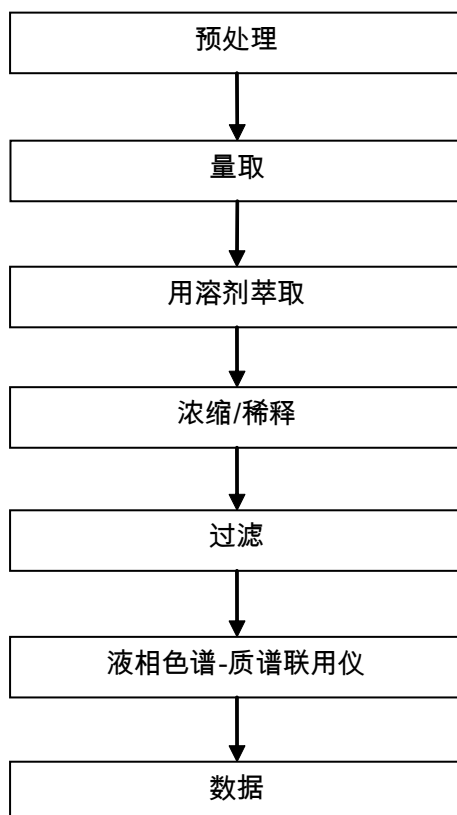 预处理
量取
用溶剂萃取
浓缩/稀释
过滤
液相色谱-质谱联用仪
数据